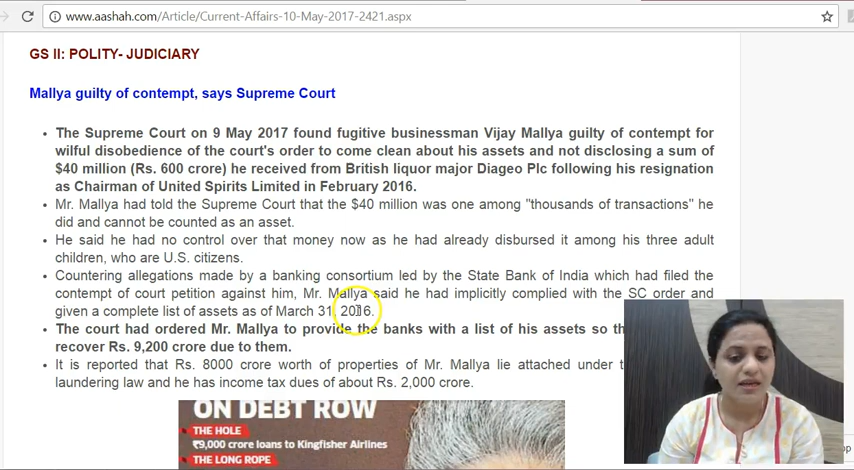 www.aashah.com/Article/Current-Affairs-10-May-2017-2421.aspx
GS II: POLITY- JUDICIARY
Mallya guilty of contempt, says Supreme Court
• The Supreme Court on 9 May 2017 found fugitive businessman Vijay Mallya guilty of contempt for
wilful disobedience of the court's order to come clean about his assets and not disclosing a sum of
$40 million (Rs. 600 crore) he received from British liquor major Diageo Plc following his resignation
as Chairman of United Spirits Limited in February 2016.
• Mr. Mallya had told the Supreme Court that the $40 million was one among "thousands of transactions" he
did and cannot be counted as an asset.
• He said he had no control over that money now as he had already disbursed it among his three adult
children, who are U.S. citizens.
• Countering allegations made by a banking consortium led by the State Bank of India which had filed the
contempt of court petition against him, Mr. Mallya said he had implicitly complied with the SC order and
given a complete list of assets as of March 31, 2016.
• The court had ordered Mr. Mallya to provide the banks with a list of his assets so th
recover Rs. 9,200 crore due to them.
• It is reported that Rs. 8000 crore worth of properties of Mr. Mallya lie attached under t
laundering law and he has income tax dues of about Rs. 2,000 crore.
ON DEBT ROW
THE HOLE
₹9,000 crore loans to Kingfisher Airlines
THE LONG ROPE